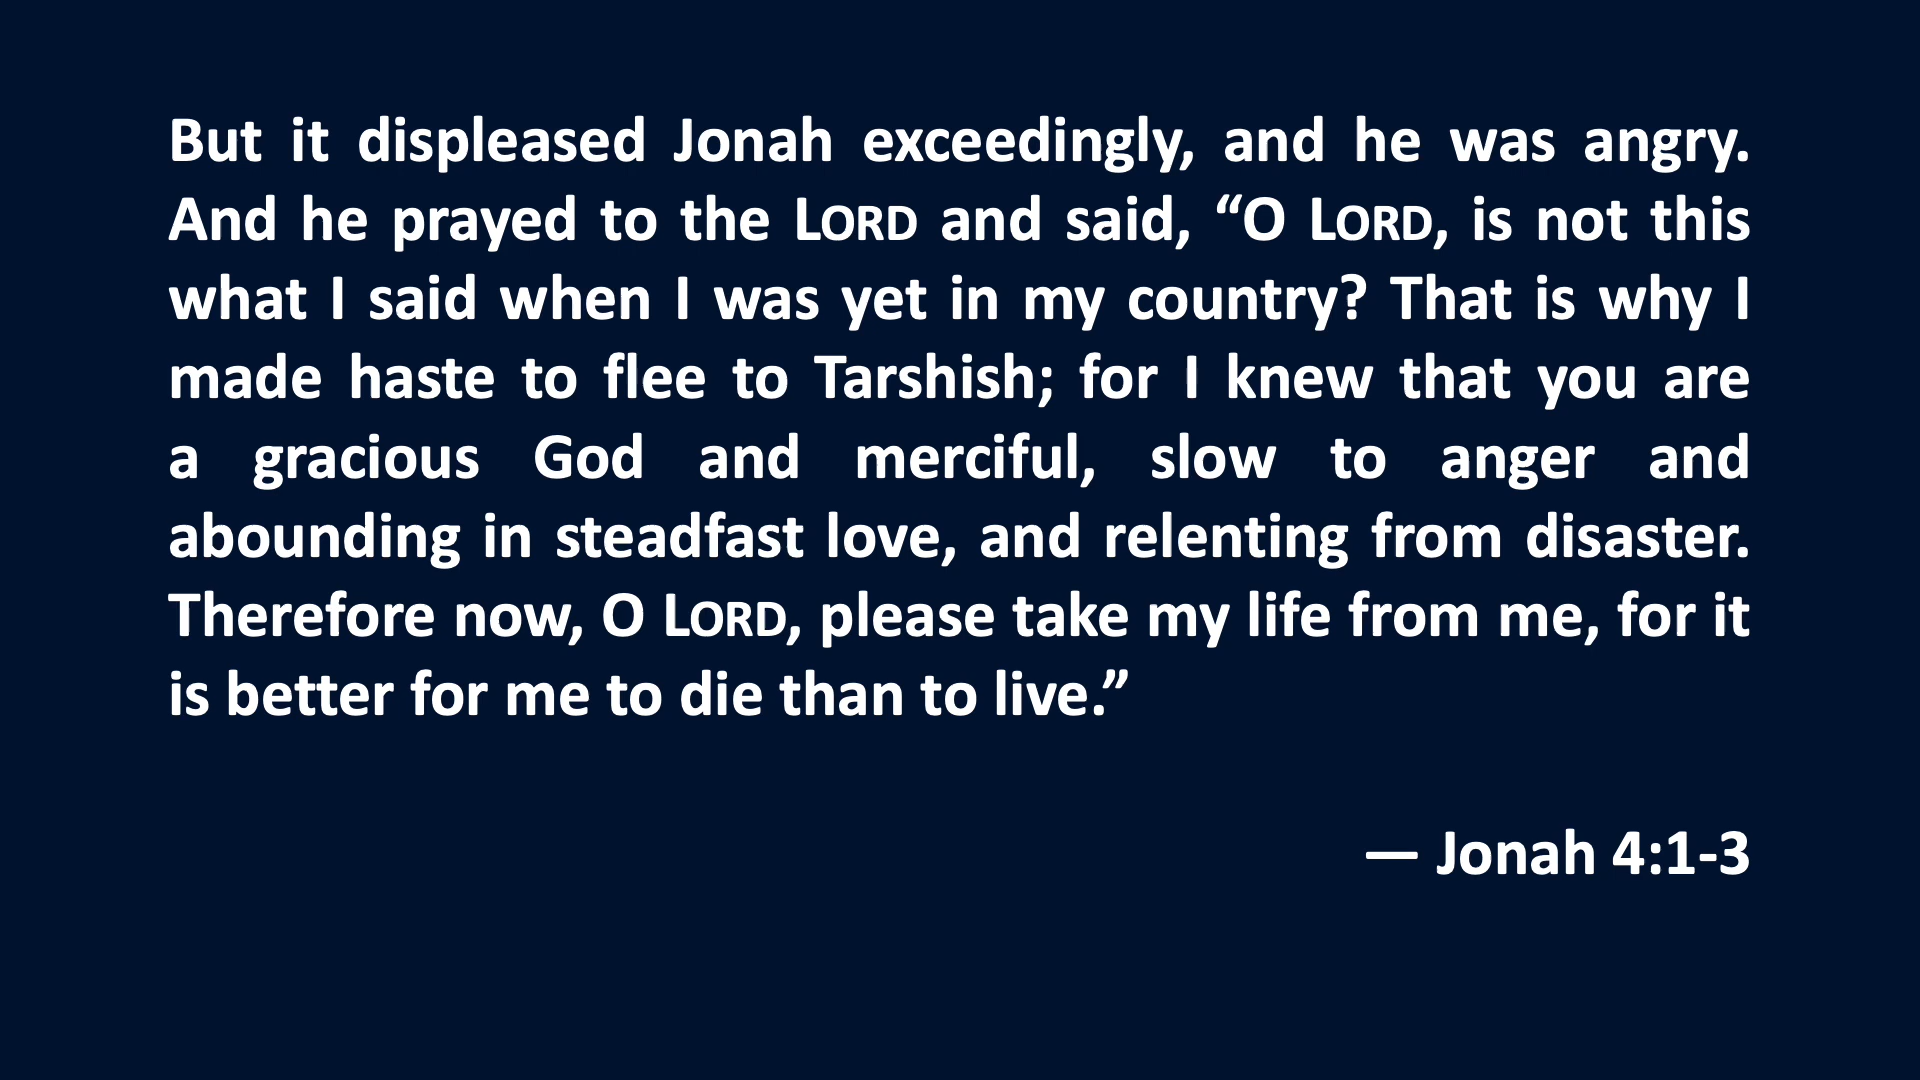 But it displeased Jonah exceedingly, and he was angry.
And he prayed to the LORD and said, “O LORD, is not this
what I said when I was yet in my country? That is why I
made haste to flee to Tarshish; for I knew that you are
a gracious God and merciful, slow to anger and
abounding in steadfast love, and relenting from disaster.
Therefore now, O LORD, please take my life from me, for it
is better for me to die than to live.”
— Jonah 4:1-3